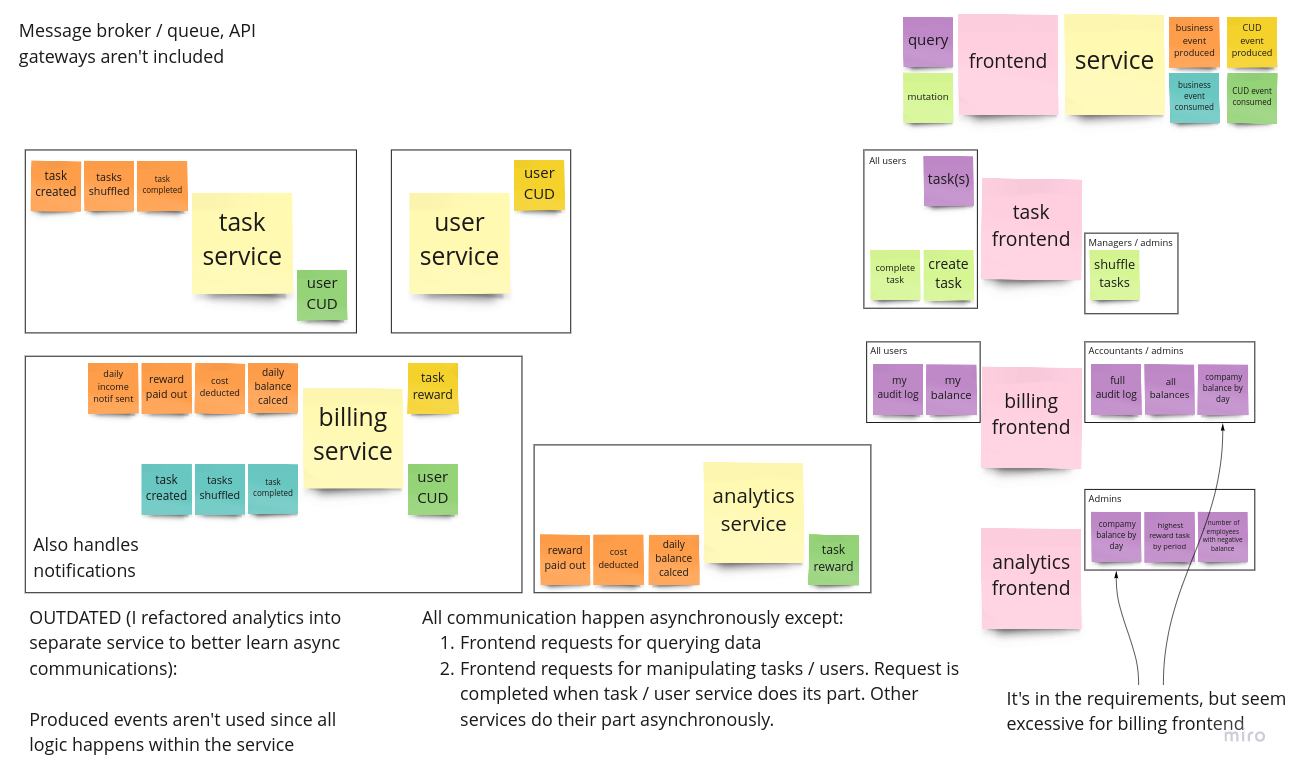 Message broker / queue, API
gateways aren't included
query
frontend
service
business
event
produced
CUD
event
produced
mutation
business
event
consumed
CUD event
consumed
task
created
tasks
shuffled
task
completed
task
service
user
CUD
user
service
user
CUD
All users
task(s)
task
frontend
complete
task
create
task
Managers / admins
shuffle
tasks
daily
income
notif sent
reward
paid out
cost
deducted
daily
balance
calced
billing
service
task
reward
task
created
tasks
shuffled
task
completed
user
CUD
Also handles
notifications
analytics
service
reward
paid out
cost
deducted
daily
balance
calced
task
reward
All users
my
audit log
my
balance
billing
frontend
Accountants / admins
full
audit log
all
balances
compamy
balance by
day
analytics
frontend
Admins
compamy
balance by
day
highest
reward task
by period
number of
employees
with negative
balance
OUTDATED (I refactored analytics into
separate service to better learn async
communications):
Produced events aren't used since all
logic happens within the service
All communication happen asynchronously except:
1. Frontend requests for querying data
2. Frontend requests for manipulating tasks / users. Request is
completed when task / user service does its part. Other
services do their part asynchronously.
It's in the requirements, but seem
excessive for billing frontend
miro